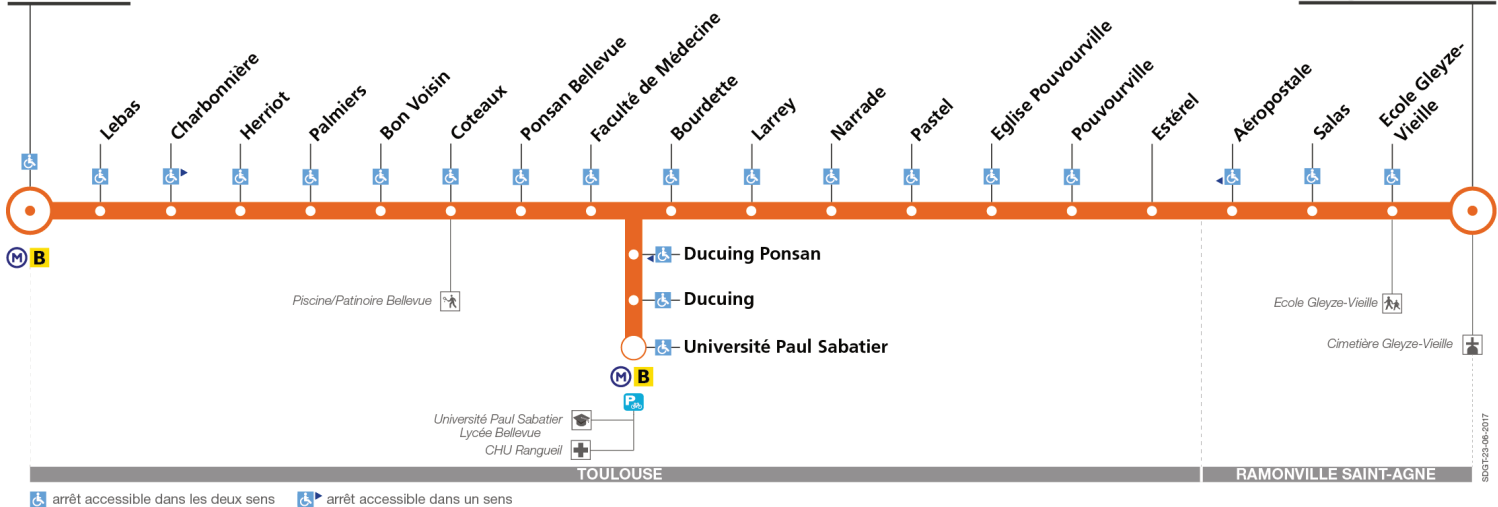 Lebas
Charbonnière
Herriot
Palmiers
Bon Voisin
Coteaux
Ponsan Bellevue
Faculté de Médecine
Bourdette
Larrey
Narrade
Pastel
Eglise Pouvourville
Pouvourville
Estérel
Aéropostale
Salas
Ecole Gleyze-
Vieille
M B
Ducuing Ponsan
Ducuing
Université Paul Sabatier
M B
P
Piscine/Patinoire Bellevue
Ecole Gleyze-Vieille
Cimetière Gleyze-Vieille
Université Paul Sabatier
Lycée Bellevue
CHU Rangueil
TOULOUSE
RAMONVILLE SAINT-AGNE
SDGT-23-06-2017
arrêt accessible dans les deux sens
arrêt accessible dans un sens